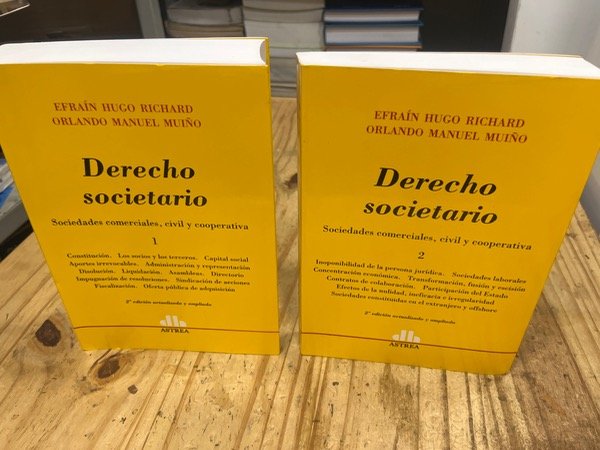 EFRAÍN HUGO RICHARD
ORLANDO MANUEL MUIÑO
Derecho
societario
Sociedades comerciales, civil y cooperativa
1
Constitución. Los socios y los terceros. Capital social
Aportes irrevocables. Administración y representación
Disolución. Liquidación. Asambleas. Directorio
Impugnación de resoluciones. Sindicación de acciones
Fiscalización. Oferta pública de adquisición
2ª edición actualizada y ampliada
ASTREA
EFRAÍN HUGO RICHARD
ORLANDO MANUEL MUIÑO
Derecho
societario
Sociedades comerciales, civil y cooperativa
2
Inoponibilidad de la persona jurídica. Sociedades laborales
Concentración económica. Transformación, fusión y escisión
Contratos de colaboración. Participación del Estado
Efectos de la nulidad, ineficacia e irregularidad
Sociedades constituidas en el extranjero y offshore
2ª edición actualizada y ampliada
ASTREA